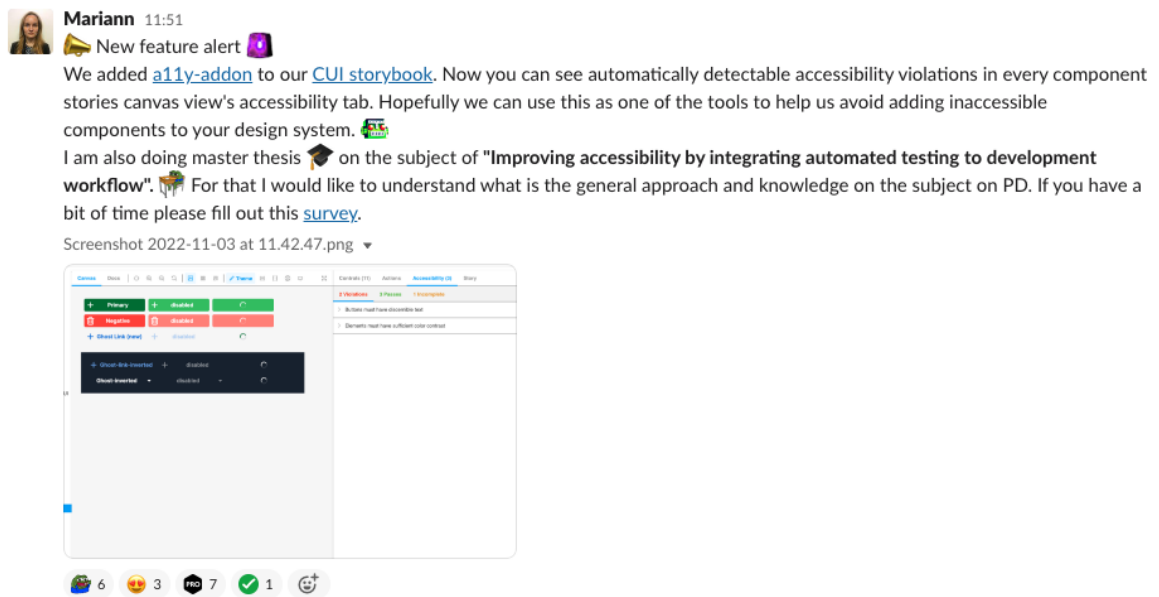 Mariann 11:51
New feature alert
We added a11y-addon to our CUI storybook. Now you can see automatically detectable accessibility violations in every component
stories canvas view's accessibility tab. Hopefully we can use this as one of the tools to help us avoid adding inaccessible
components to your design system.
I am also doing master thesis on the subject of "Improving accessibility by integrating automated testing to development
workflow". For that I would like to understand what is the general approach and knowledge on the subject on PD. If you have a
bit of time please fill out this survey.
Screenshot 2022-11-03 at 11.42.47.png
Canvas Docs Theme Controls (11) Actions Accessibility (3) Story
2 Violations 3 Passes 1 Incomplete
Primary disabled
Buttons must have discernible text
Negative disabled
Elements must have sufficient color contrast
Ghost Link [new] disabled
Ghost-link-inverted disabled
Ghost-inverted disabled
6 3 PRO 7 1